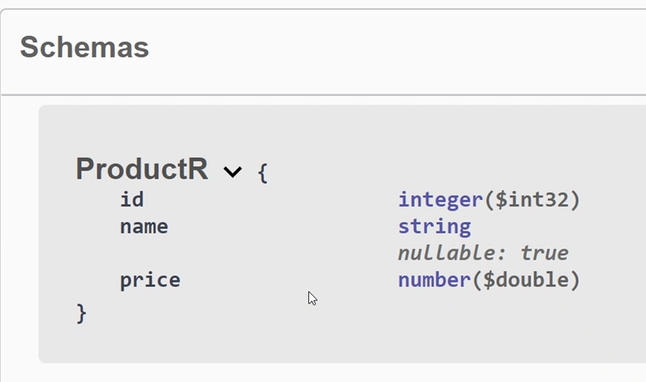 Schemas
ProductR {
id integer($int32)
name string
nullable: true
price number($double)
}